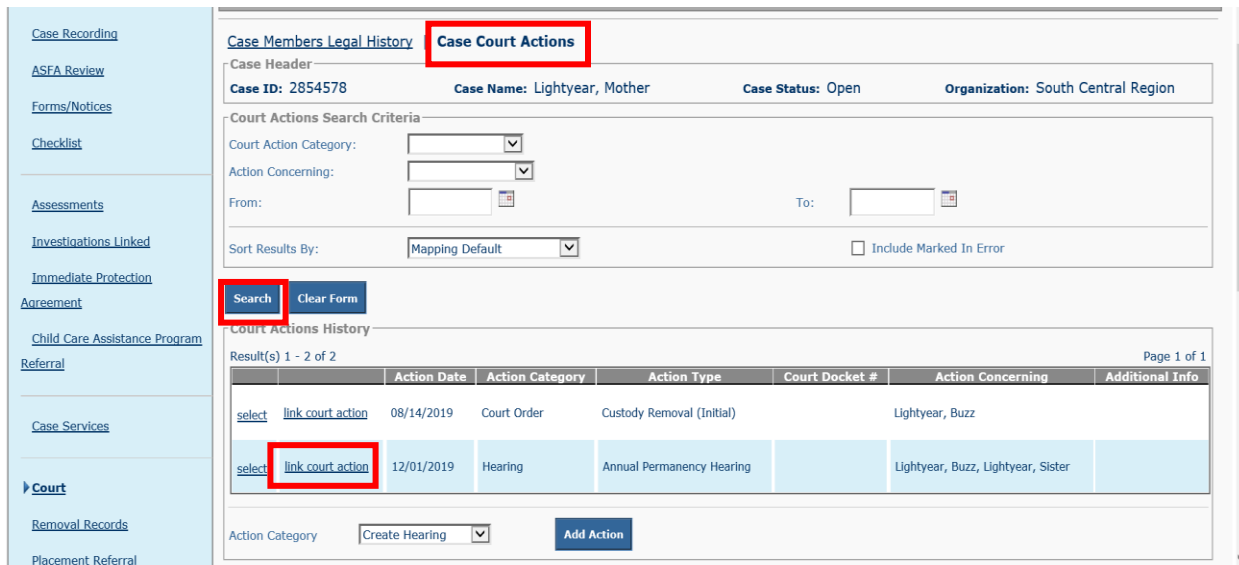 Case Recording
ASFA Review
Forms/Notices
Checklist
Assessments
Investigations Linked
Immediate Protection
Agreement
Child Care Assistance Program
Referral
Case Services
Court
Removal Records
Placement Referral
Case Members Legal History | Case Court Actions
Case Header
Case ID: 2854578 Case Name: Lightyear, Mother Case Status: Open Organization: South Central Region
Court Actions Search Criteria
Court Action Category:
Action Concerning:
From: To:
Sort Results By: Mapping Default Include Marked In Error
Search Clear Form
Court Actions History
Result(s) 1 - 2 of 2 Page 1 of 1
Action Date Action Category Action Type Court Docket # Action Concerning Additional Info
select link court action 08/14/2019 Court Order Custody Removal (Initial) Lightyear, Buzz
select link court action 12/01/2019 Hearing Annual Permanency Hearing Lightyear, Buzz, Lightyear, Sister
Action Category Create Hearing Add Action